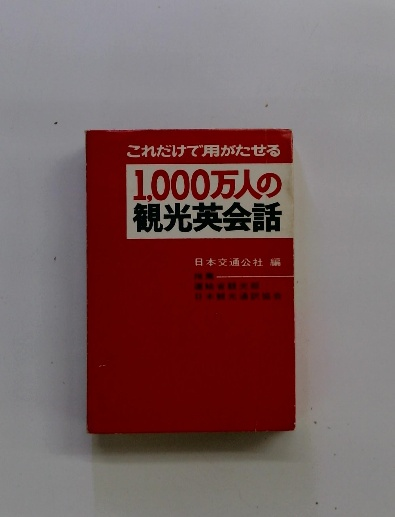 これだけで用がたせる
1,000万人の
観光英会話
日本交通公社 編